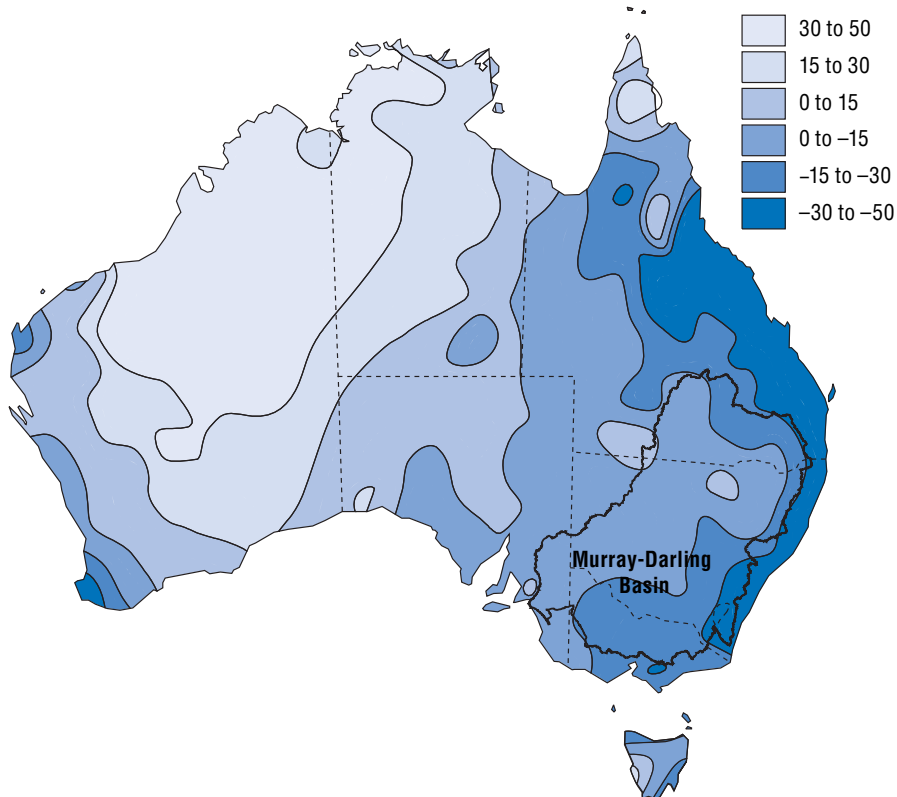 30 to 50
15 to 30
0 to 15
0 to –15
–15 to –30
–30 to –50
Murray-Darling
Basin